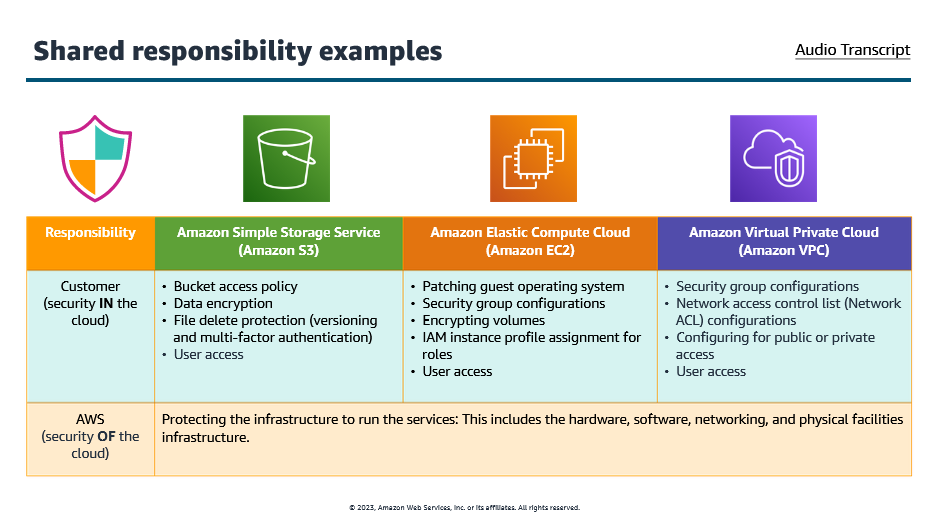 Shared responsibility examples
Audio Transcript
Responsibility
Amazon Simple Storage Service
(Amazon S3)
Amazon Elastic Compute Cloud
(Amazon EC2)
Amazon Virtual Private Cloud
(Amazon VPC)
Customer
(security IN the
cloud)
• Bucket access policy
• Data encryption
• File delete protection (versioning
and multi-factor authentication)
• User access
• Patching guest operating system
• Security group configurations
• Encrypting volumes
• IAM instance profile assignment for
roles
• User access
• Security group configurations
• Network access control list (Network
ACL) configurations
• Configuring for public or private
access
• User access
AWS
(security OF the
cloud)
Protecting the infrastructure to run the services: This includes the hardware, software, networking, and physical facilities
infrastructure.
© 2023, Amazon Web Services, Inc. or its affiliates. All rights reserved.